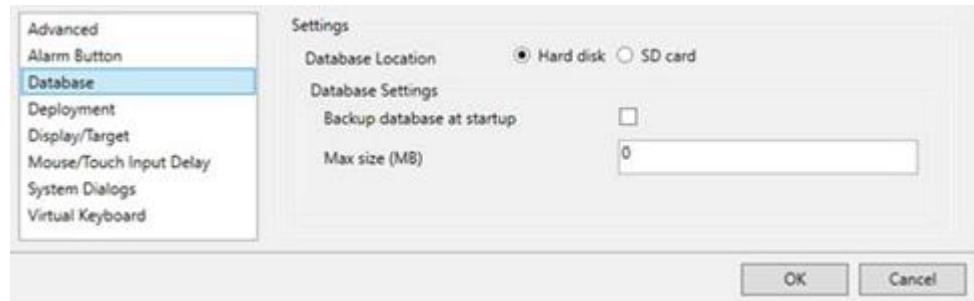 Advanced
Alarm Button
Database
Deployment
Display/Target
Mouse/Touch Input Delay
System Dialogs
Virtual Keyboard
Settings
Database Location Hard disk SD card
Database Settings
Backup database at startup
Max size (MB) 0
OK Cancel